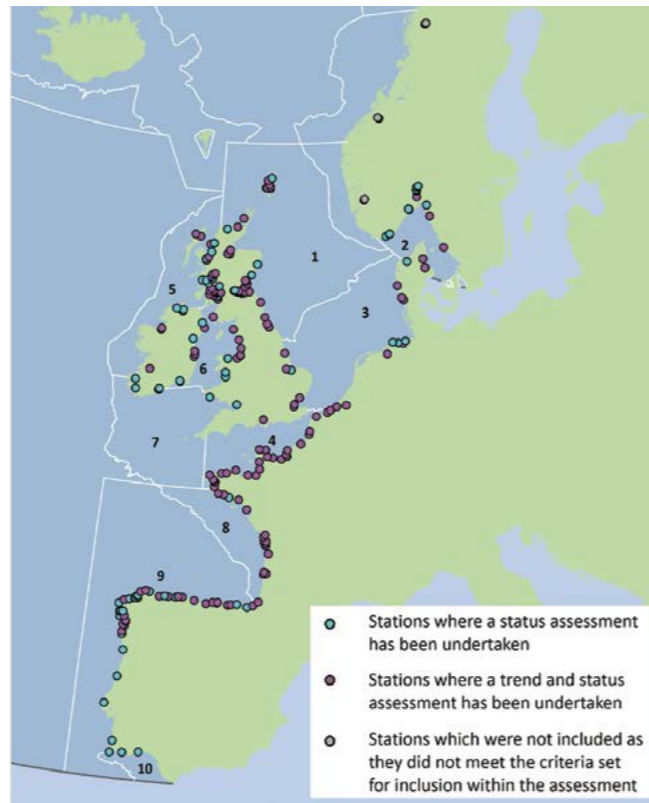 1
2
5
3
6
4
7
8
9
10
Stations where a status assessment
has been undertaken
Stations where a trend and status
assessment has been undertaken
Stations which were not included as
they did not meet the criteria set
for inclusion within the assessment